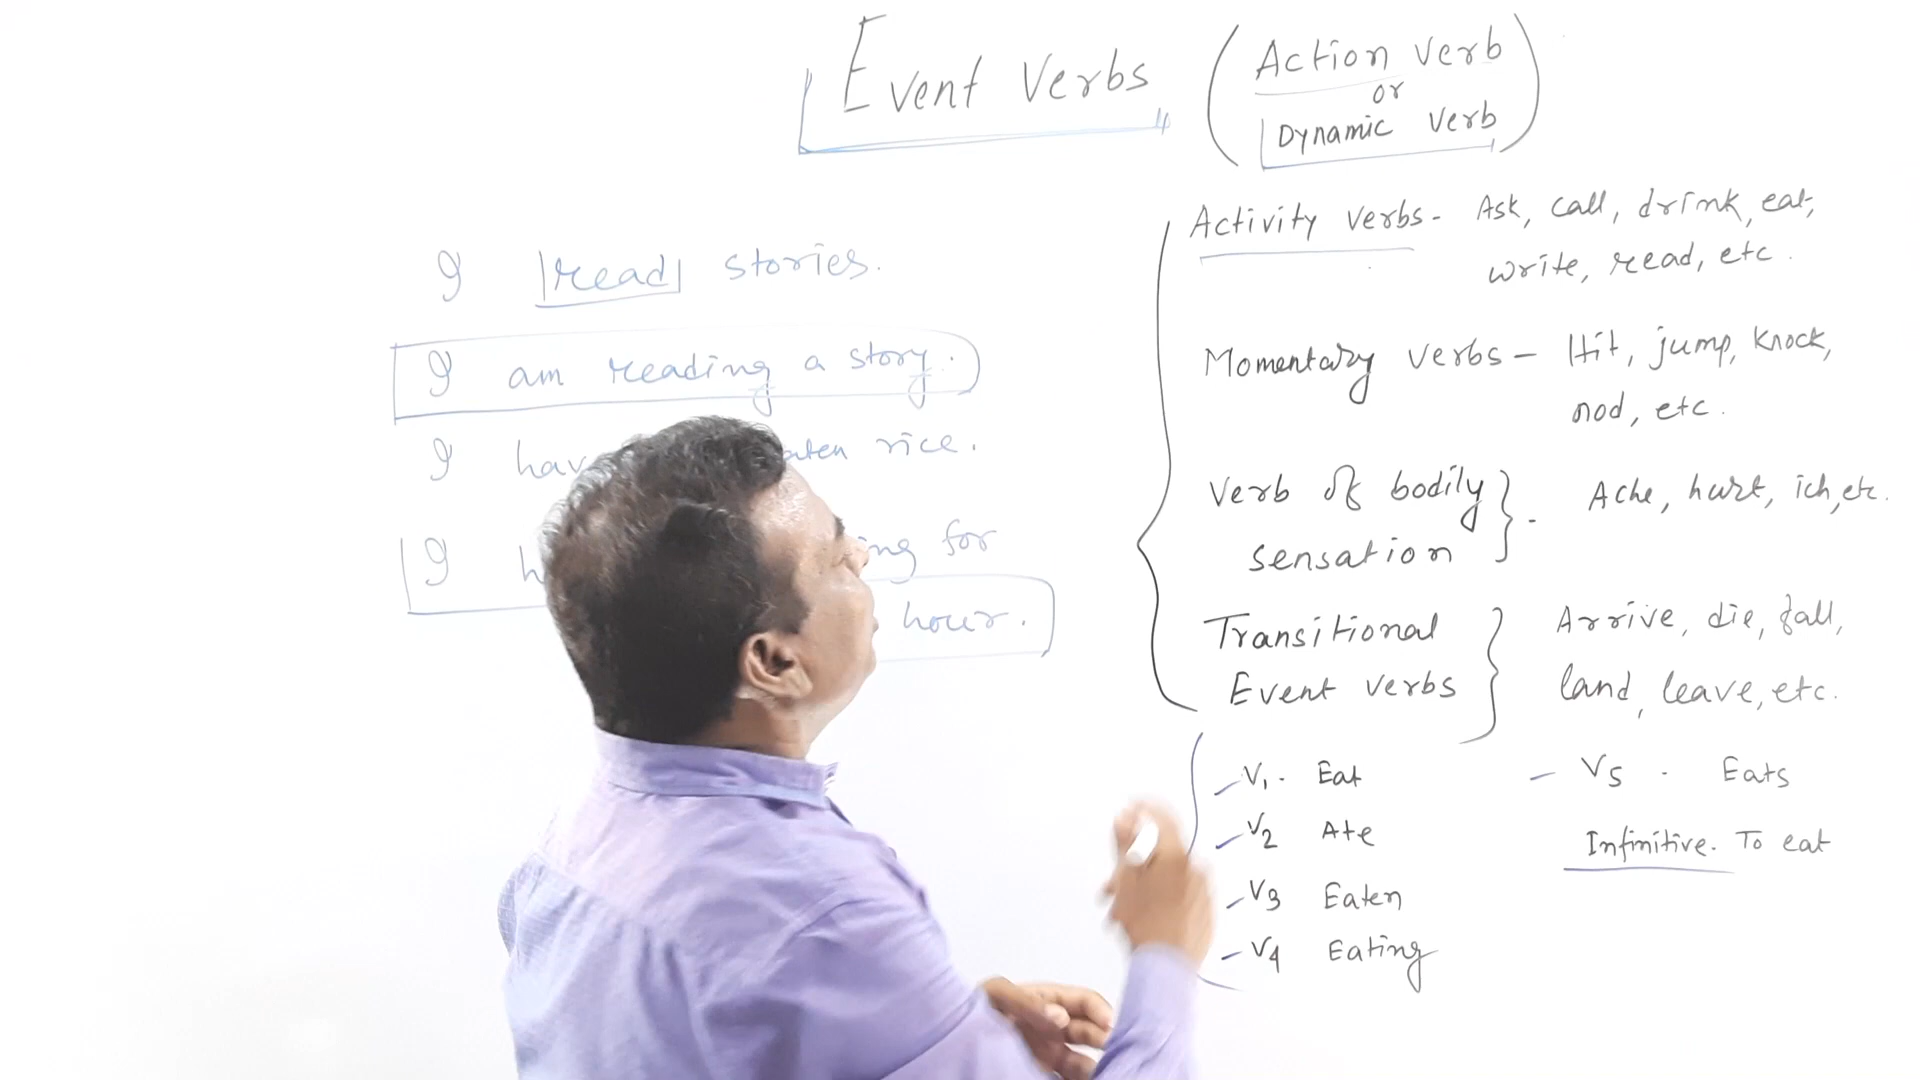 Event Verbs
(Action verb
or
Dynamic verb)
I read stories.
I am reading a story.
I rice.
I for
hour.
Activity verbs - Ask, call, drink, eat,
write, read, etc.
Momentary verbs - Hit, jump, knock,
nod, etc.
Verb of bodily
sensation } - Ache, hurt, ich, etc.
Transitional
Event verbs } Arrive, die, fall,
land, leave, etc.
V1. Eat
V2 Ate
V3 Eaten
V4 Eating
V5 - Eats
Infinitive. To eat